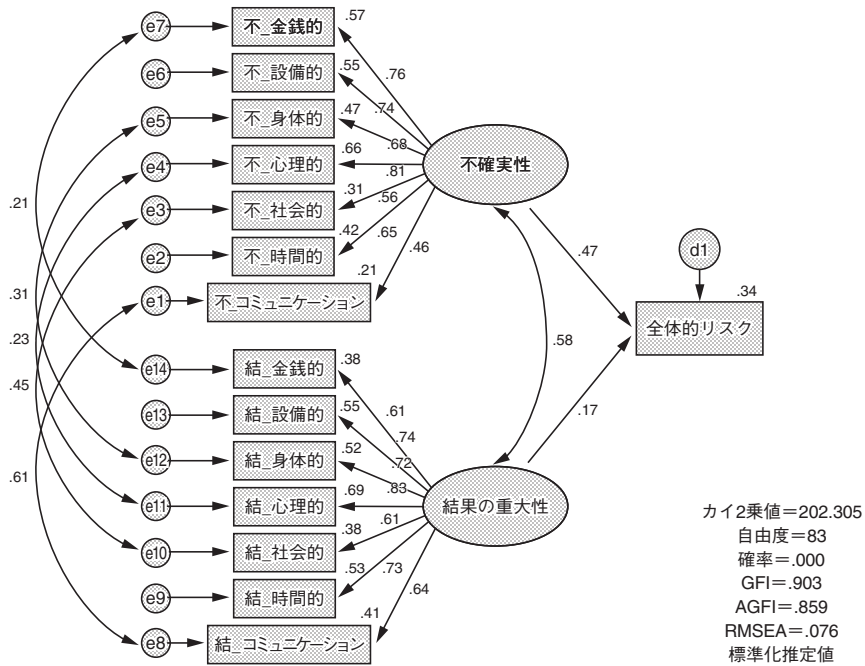 e7
不_金銭的
.57
.76
e6
不_設備的
.55
.74
e5
不_身体的
.47
.68
e4
不_心理的
.66
.81
e3
不_社会的
.31
.56
e2
不_時間的
.42
.65
e1
不_コミュニケーション
.21
.46
不確実性
.21
.31
.23
.45
.61
.47
.58
.17
d1
.34
全体的リスク
e14
結_金銭的
.38
.61
e13
結_設備的
.55
.74
e12
結_身体的
.52
.72
e11
結_心理的
.69
.83
e10
結_社会的
.38
.61
e9
結_時間的
.53
.73
e8
結_コミュニケーション
.41
.64
結果の重大性
カイ2乗値=202.305
自由度=83
確率=.000
GFI=.903
AGFI=.859
RMSEA=.076
標準化推定値